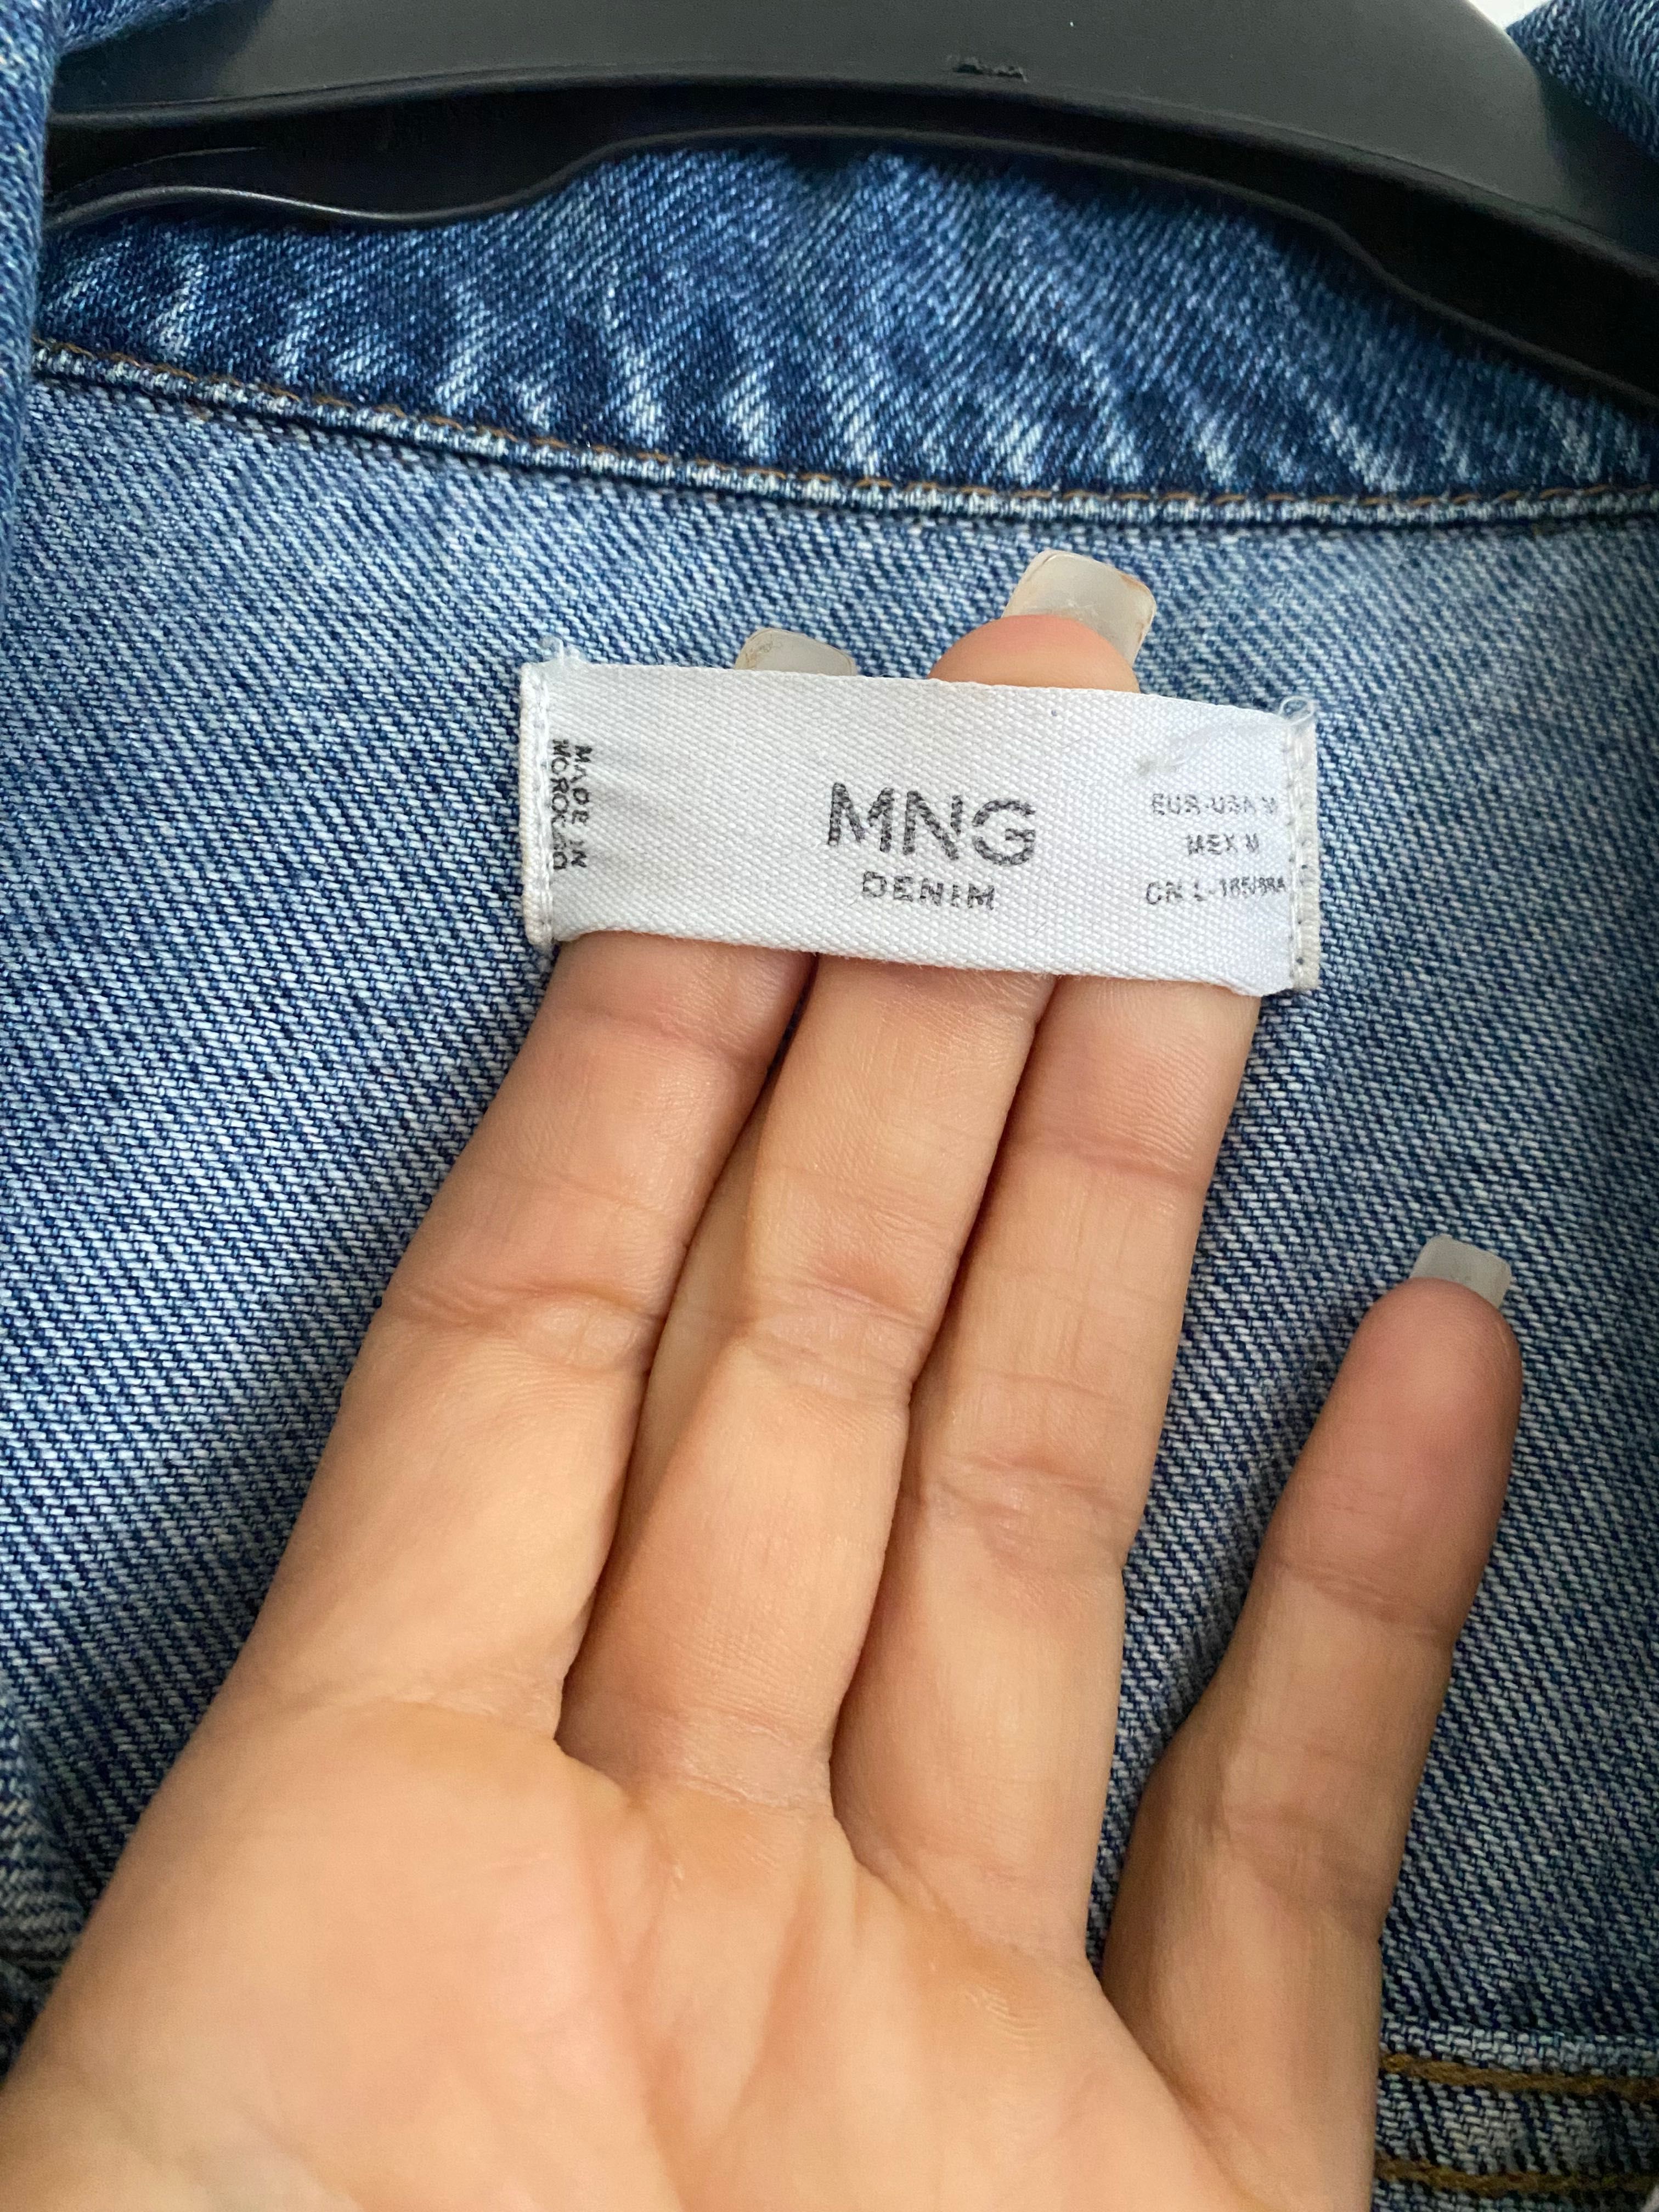 MADE IN
MOROCCO
MNG
DENIM
EUR-USA M
MEX M
CN L-165/88A